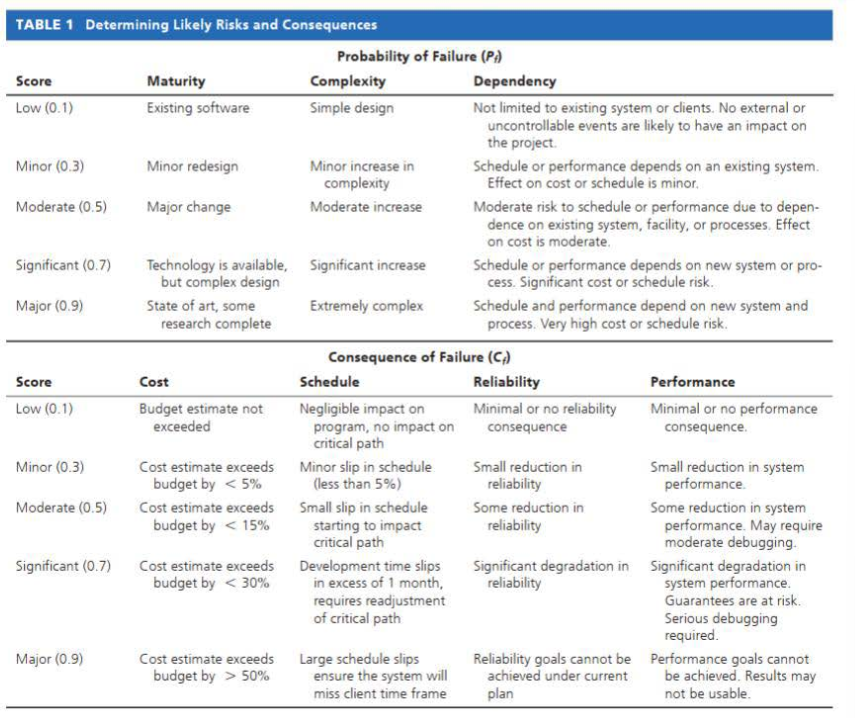 TABLE 1 Determining Likely Risks and Consequences
Probability of Failure (Pf)
Score Maturity Complexity Dependency
Low (0.1) Existing software Simple design Not limited to existing system or clients. No external or
uncontrollable events are likely to have an impact on
the project.
Minor (0.3) Minor redesign Minor increase in Schedule or performance depends on an existing system.
complexity Effect on cost or schedule is minor.
Moderate (0.5) Major change Moderate increase Moderate risk to schedule or performance due to depen-
dence on existing system, facility, or processes. Effect
on cost is moderate.
Significant (0.7) Technology is available, Significant increase Schedule or performance depends on new system or pro-
but complex design cess. Significant cost or schedule risk.
Major (0.9) State of art, some Extremely complex Schedule and performance depend on new system and
research complete process. Very high cost or schedule risk.
Consequence of Failure (Cf)
Score Cost Schedule Reliability Performance
Low (0.1) Budget estimate not Negligible impact on Minimal or no reliability Minimal or no performance
exceeded program, no impact on consequence consequence.
critical path
Minor (0.3) Cost estimate exceeds Minor slip in schedule Small reduction in Small reduction in system
budget by < 5% (less than 5%) reliability performance.
Moderate (0.5) Cost estimate exceeds Small slip in schedule Some reduction in Some reduction in system
budget by < 15% starting to impact reliability performance. May require
critical path moderate debugging.
Significant (0.7) Cost estimate exceeds Development time slips Significant degradation in Significant degradation in
budget by < 30% in excess of 1 month, reliability system performance.
requires readjustment Guarantees are at risk.
of critical path Serious debugging
required.
Major (0.9) Cost estimate exceeds Large schedule slips Reliability goals cannot be Performance goals cannot
budget by > 50% ensure the system will achieved under current be achieved. Results may
miss client time frame plan not be usable.